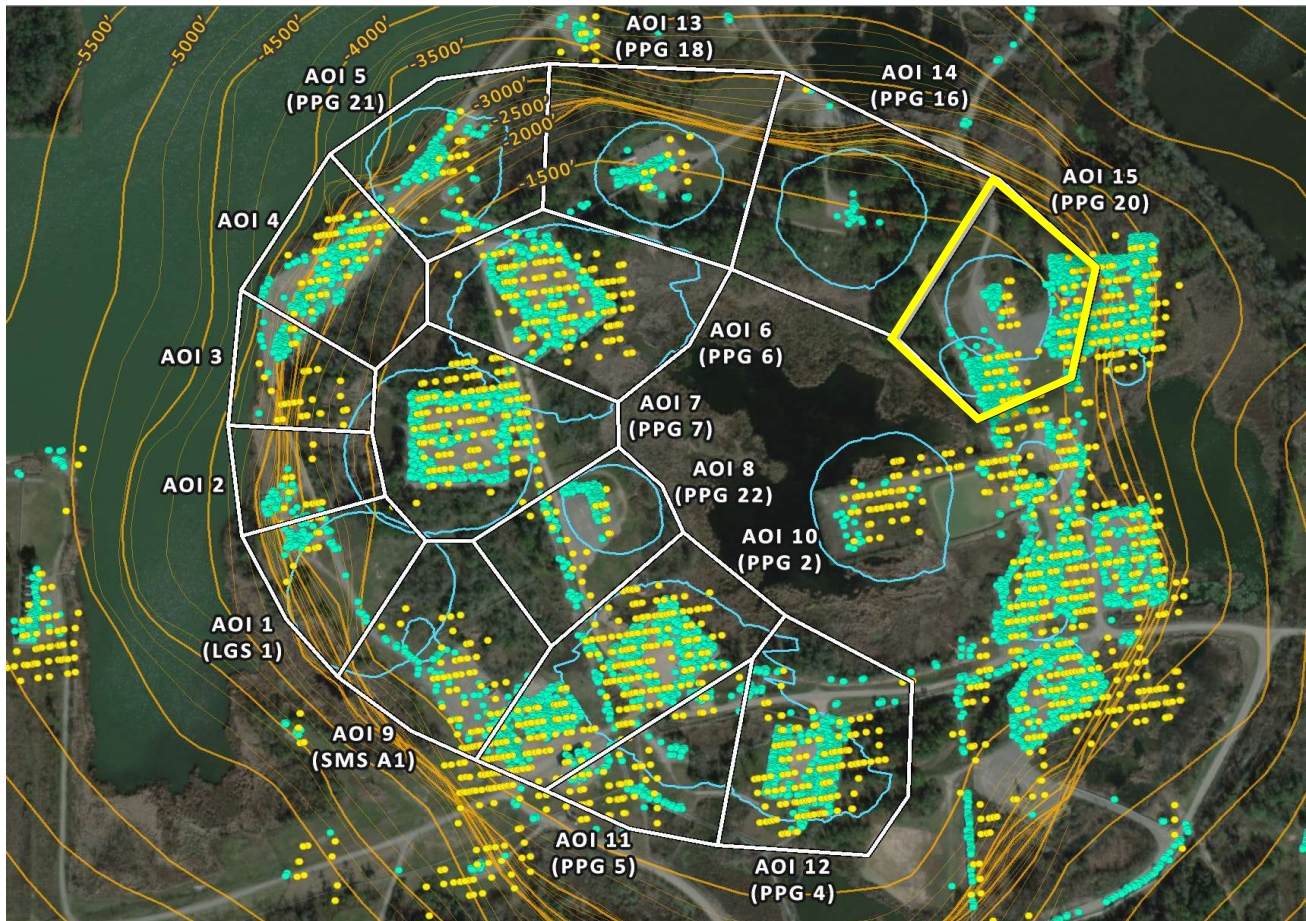 -5500'
-5000'
-4500'
-4000'
-3500'
-3000'
-2500'
-2000'
-1500'
AOI 13
(PPG 18)
AOI 5
(PPG 21)
AOI 14
(PPG 16)
AOI 15
(PPG 20)
AOI 4
AOI 3
AOI 6
(PPG 6)
AOI 7
(PPG 7)
AOI 2
AOI 8
(PPG 22)
AOI 10
(PPG 2)
AOI 1
(LGS 1)
AOI 9
(SMS A1)
AOI 11
(PPG 5)
AOI 12
(PPG 4)